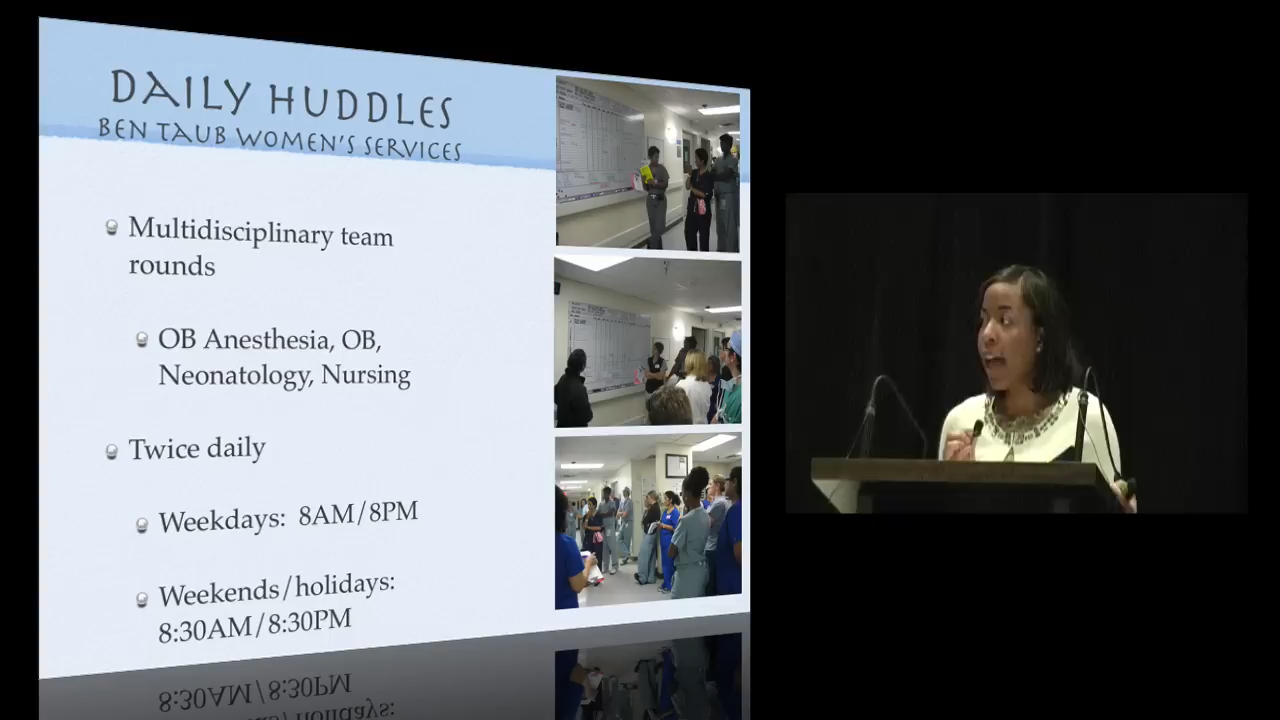 DAILY HUDDLES
BEN TAUB WOMEN'S SERVICES
Multidisciplinary team
rounds
OB Anesthesia, OB,
Neonatology, Nursing
Twice daily
Weekdays: 8AM/8PM
Weekends/holidays:
8:30AM/8:30PM